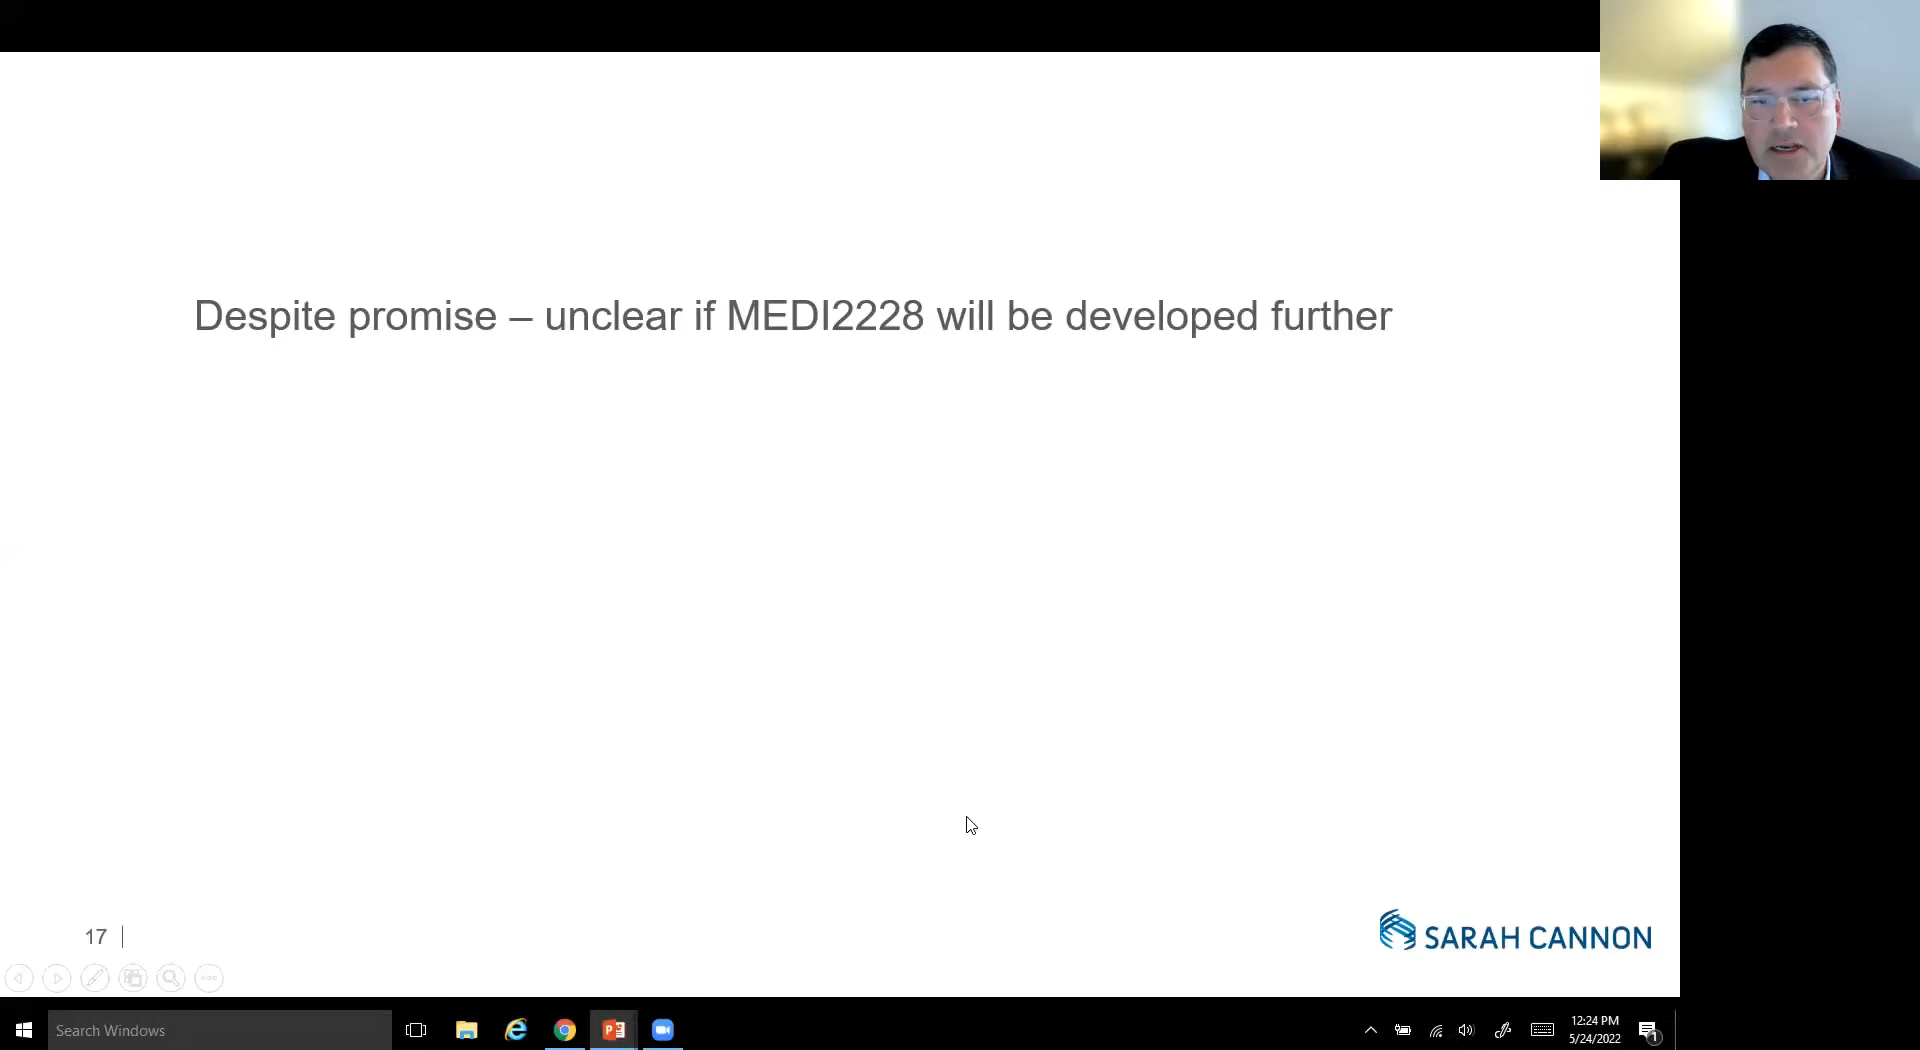 Despite promise – unclear if MEDI2228 will be developed further
17
SARAH CANNON
Search Windows
12:24 PM
5/24/2022
1